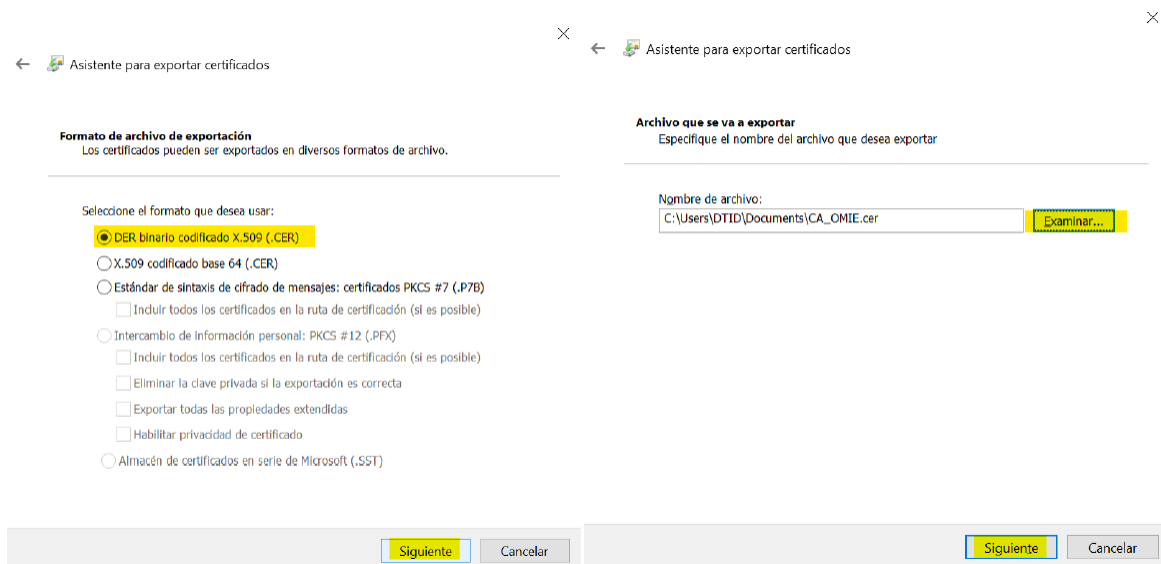 Asistente para exportar certificados
Formato de archivo de exportación
Los certificados pueden ser exportados en diversos formatos de archivo.
Seleccione el formato que desea usar:
DER binario codificado X.509 (.CER)
X.509 codificado base 64 (.CER)
Estándar de sintaxis de cifrado de mensajes: certificados PKCS #7 (.P7B)
Incluir todos los certificados en la ruta de certificación (si es posible)
Intercambio de información personal: PKCS #12 (.PFX)
Incluir todos los certificados en la ruta de certificación (si es posible)
Eliminar la clave privada si la exportación es correcta
Exportar todas las propiedades extendidas
Habilitar privacidad de certificado
Almacén de certificados en serie de Microsoft (.SST)
Siguiente Cancelar
Asistente para exportar certificados
Archivo que se va a exportar
Especifique el nombre del archivo que desea exportar
Nombre de archivo:
C:\Users\DTID\Documents\CA_OMIE.cer Examinar...
Siguiente Cancelar